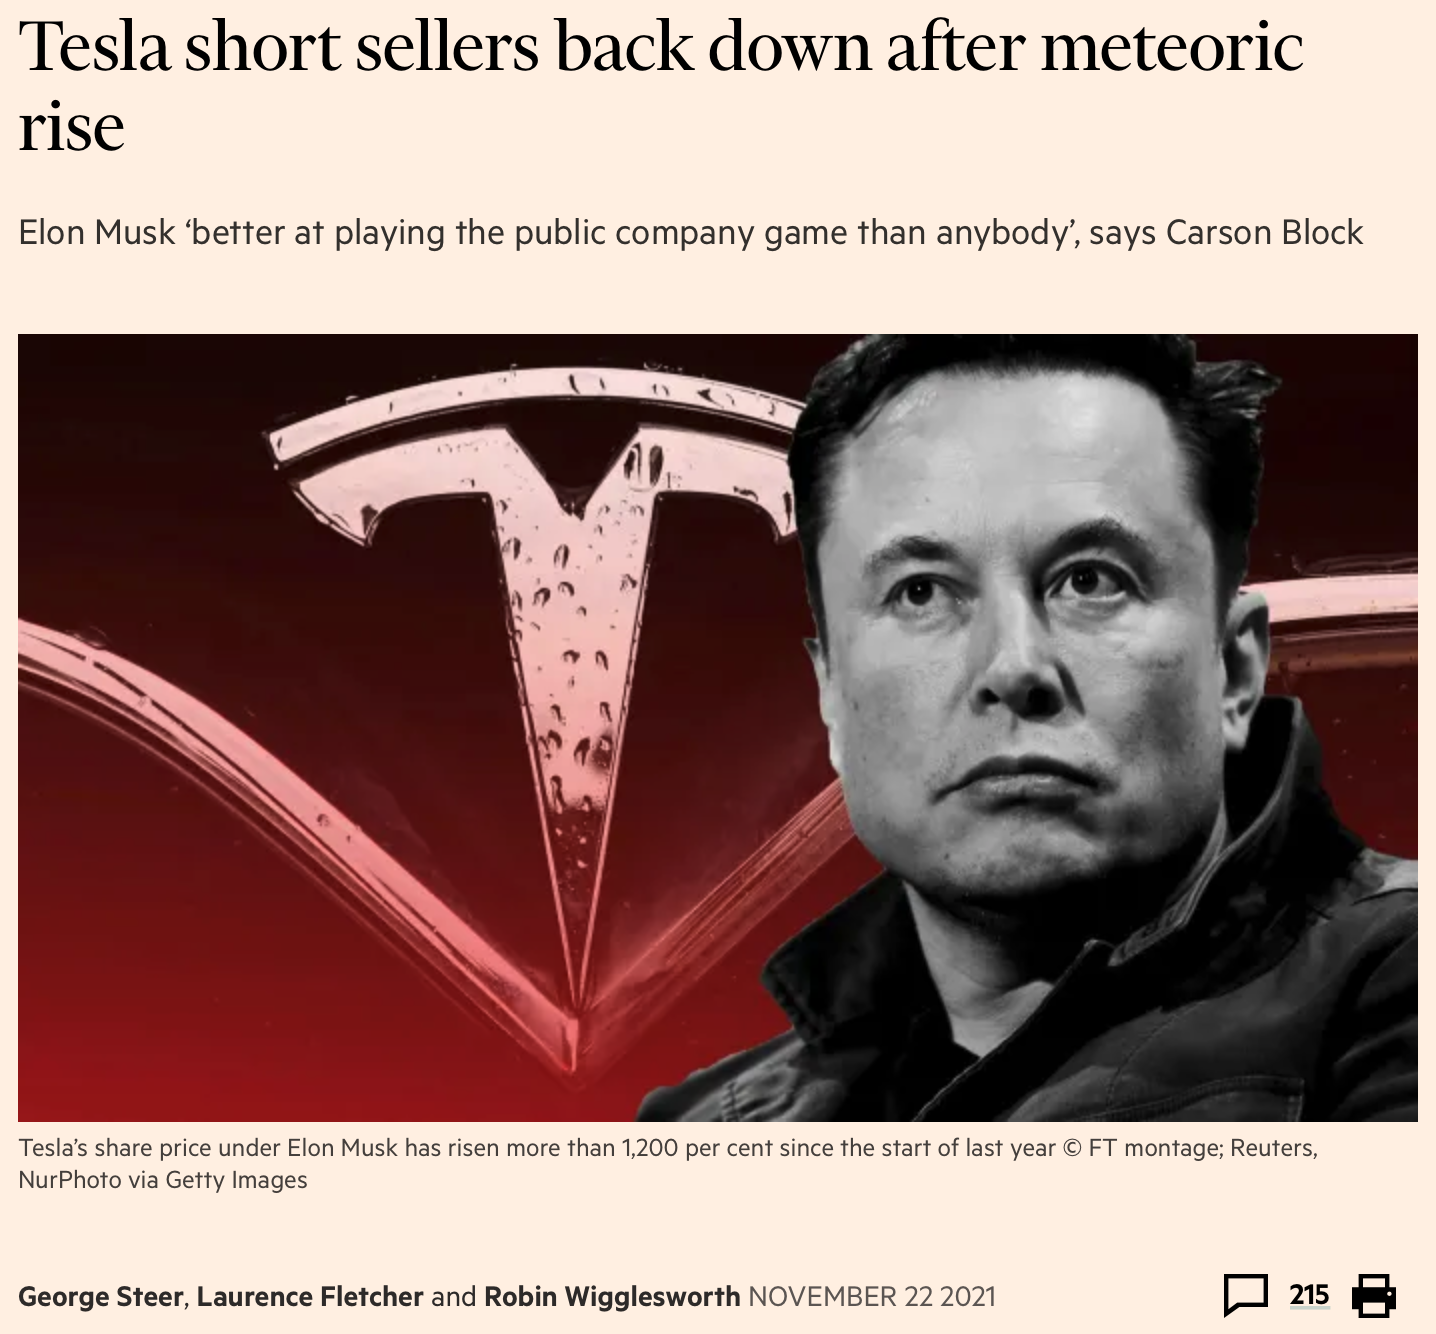 Tesla short sellers back down after meteoric
rise
Elon Musk ‘better at playing the public company game than anybody’, says Carson Block
Tesla’s share price under Elon Musk has risen more than 1,200 per cent since the start of last year © FT montage; Reuters,
NurPhoto via Getty Images
George Steer, Laurence Fletcher and Robin Wigglesworth NOVEMBER 22 2021
215